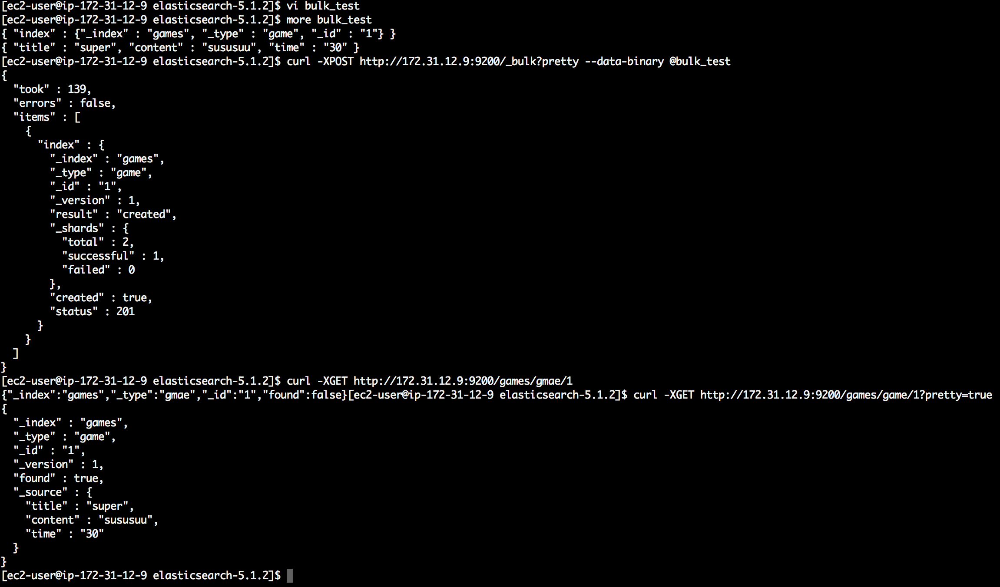 [ec2-user@ip-172-31-12-9 elasticsearch-5.1.2]$ vi bulk_test
[ec2-user@ip-172-31-12-9 elasticsearch-5.1.2]$ more bulk_test
{ "index" : {"_index" : "games", "_type" : "game", "_id" : "1"} }
{ "title" : "super", "content" : "sususuu", "time" : "30" }
[ec2-user@ip-172-31-12-9 elasticsearch-5.1.2]$ curl -XPOST http://172.31.12.9:9200/_bulk?pretty --data-binary @bulk_test
{
  "took" : 139,
  "errors" : false,
  "items" : [
    {
      "index" : {
        "_index" : "games",
        "_type" : "game",
        "_id" : "1",
        "_version" : 1,
        "result" : "created",
        "_shards" : {
          "total" : 2,
          "successful" : 1,
          "failed" : 0
        },
        "created" : true,
        "status" : 201
      }
    }
  ]
}
[ec2-user@ip-172-31-12-9 elasticsearch-5.1.2]$ curl -XGET http://172.31.12.9:9200/games/gmae/1
{"_index":"games","_type":"gmae","_id":"1","found":false}[ec2-user@ip-172-31-12-9 elasticsearch-5.1.2]$ curl -XGET http://172.31.12.9:9200/games/game/1?pretty=true
{
  "_index" : "games",
  "_type" : "game",
  "_id" : "1",
  "_version" : 1,
  "found" : true,
  "_source" : {
    "title" : "super",
    "content" : "sususuu",
    "time" : "30"
  }
}
[ec2-user@ip-172-31-12-9 elasticsearch-5.1.2]$